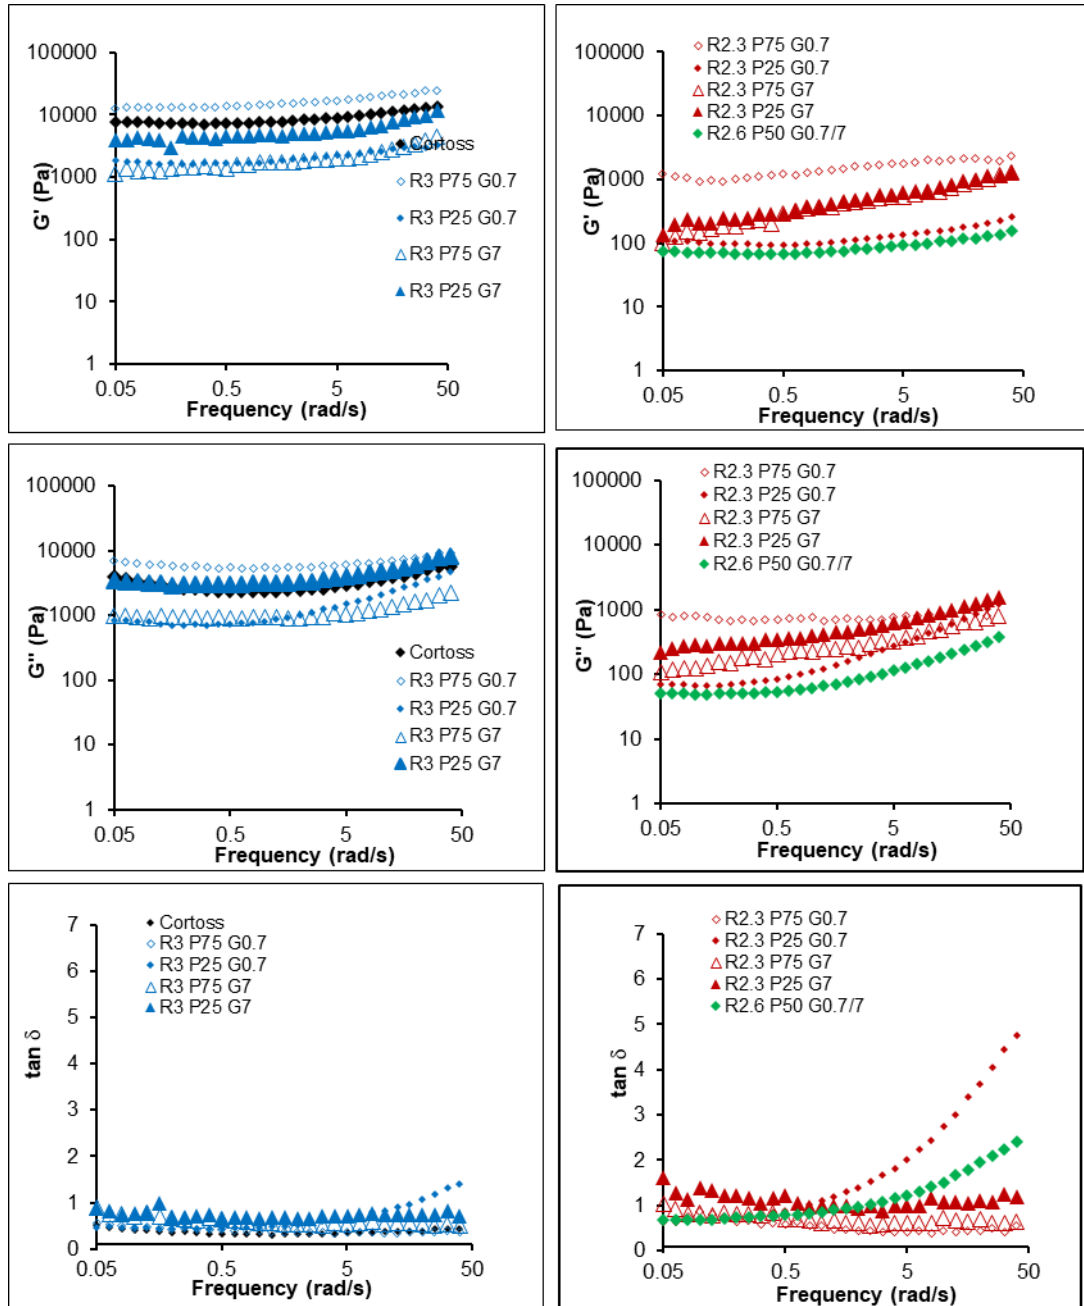 100000
10000
1000
100
10
1
G' (Pa)
0.05
0.5
5
50
Frequency (rad/s)
Cortoss
R3 P75 G0.7
R3 P25 G0.7
R3 P75 G7
R3 P25 G7
100000
10000
1000
100
10
1
G' (Pa)
0.05
0.5
5
50
Frequency (rad/s)
R2.3 P75 G0.7
R2.3 P25 G0.7
R2.3 P75 G7
R2.3 P25 G7
R2.6 P50 G0.7/7
100000
10000
1000
100
10
1
G'' (Pa)
0.05
0.5
5
50
Frequency (rad/s)
Cortoss
R3 P75 G0.7
R3 P25 G0.7
R3 P75 G7
R3 P25 G7
100000
10000
1000
100
10
1
G'' (Pa)
0.05
0.5
5
50
Frequency (rad/s)
R2.3 P75 G0.7
R2.3 P25 G0.7
R2.3 P75 G7
R2.3 P25 G7
R2.6 P50 G0.7/7
7
6
5
4
3
2
1
0
tan δ
0.05
0.5
5
50
Frequency (rad/s)
Cortoss
R3 P75 G0.7
R3 P25 G0.7
R3 P75 G7
R3 P25 G7
7
6
5
4
3
2
1
0
tan δ
0.05
0.5
5
50
Frequency (rad/s)
R2.3 P75 G0.7
R2.3 P25 G0.7
R2.3 P75 G7
R2.3 P25 G7
R2.6 P50 G0.7/7